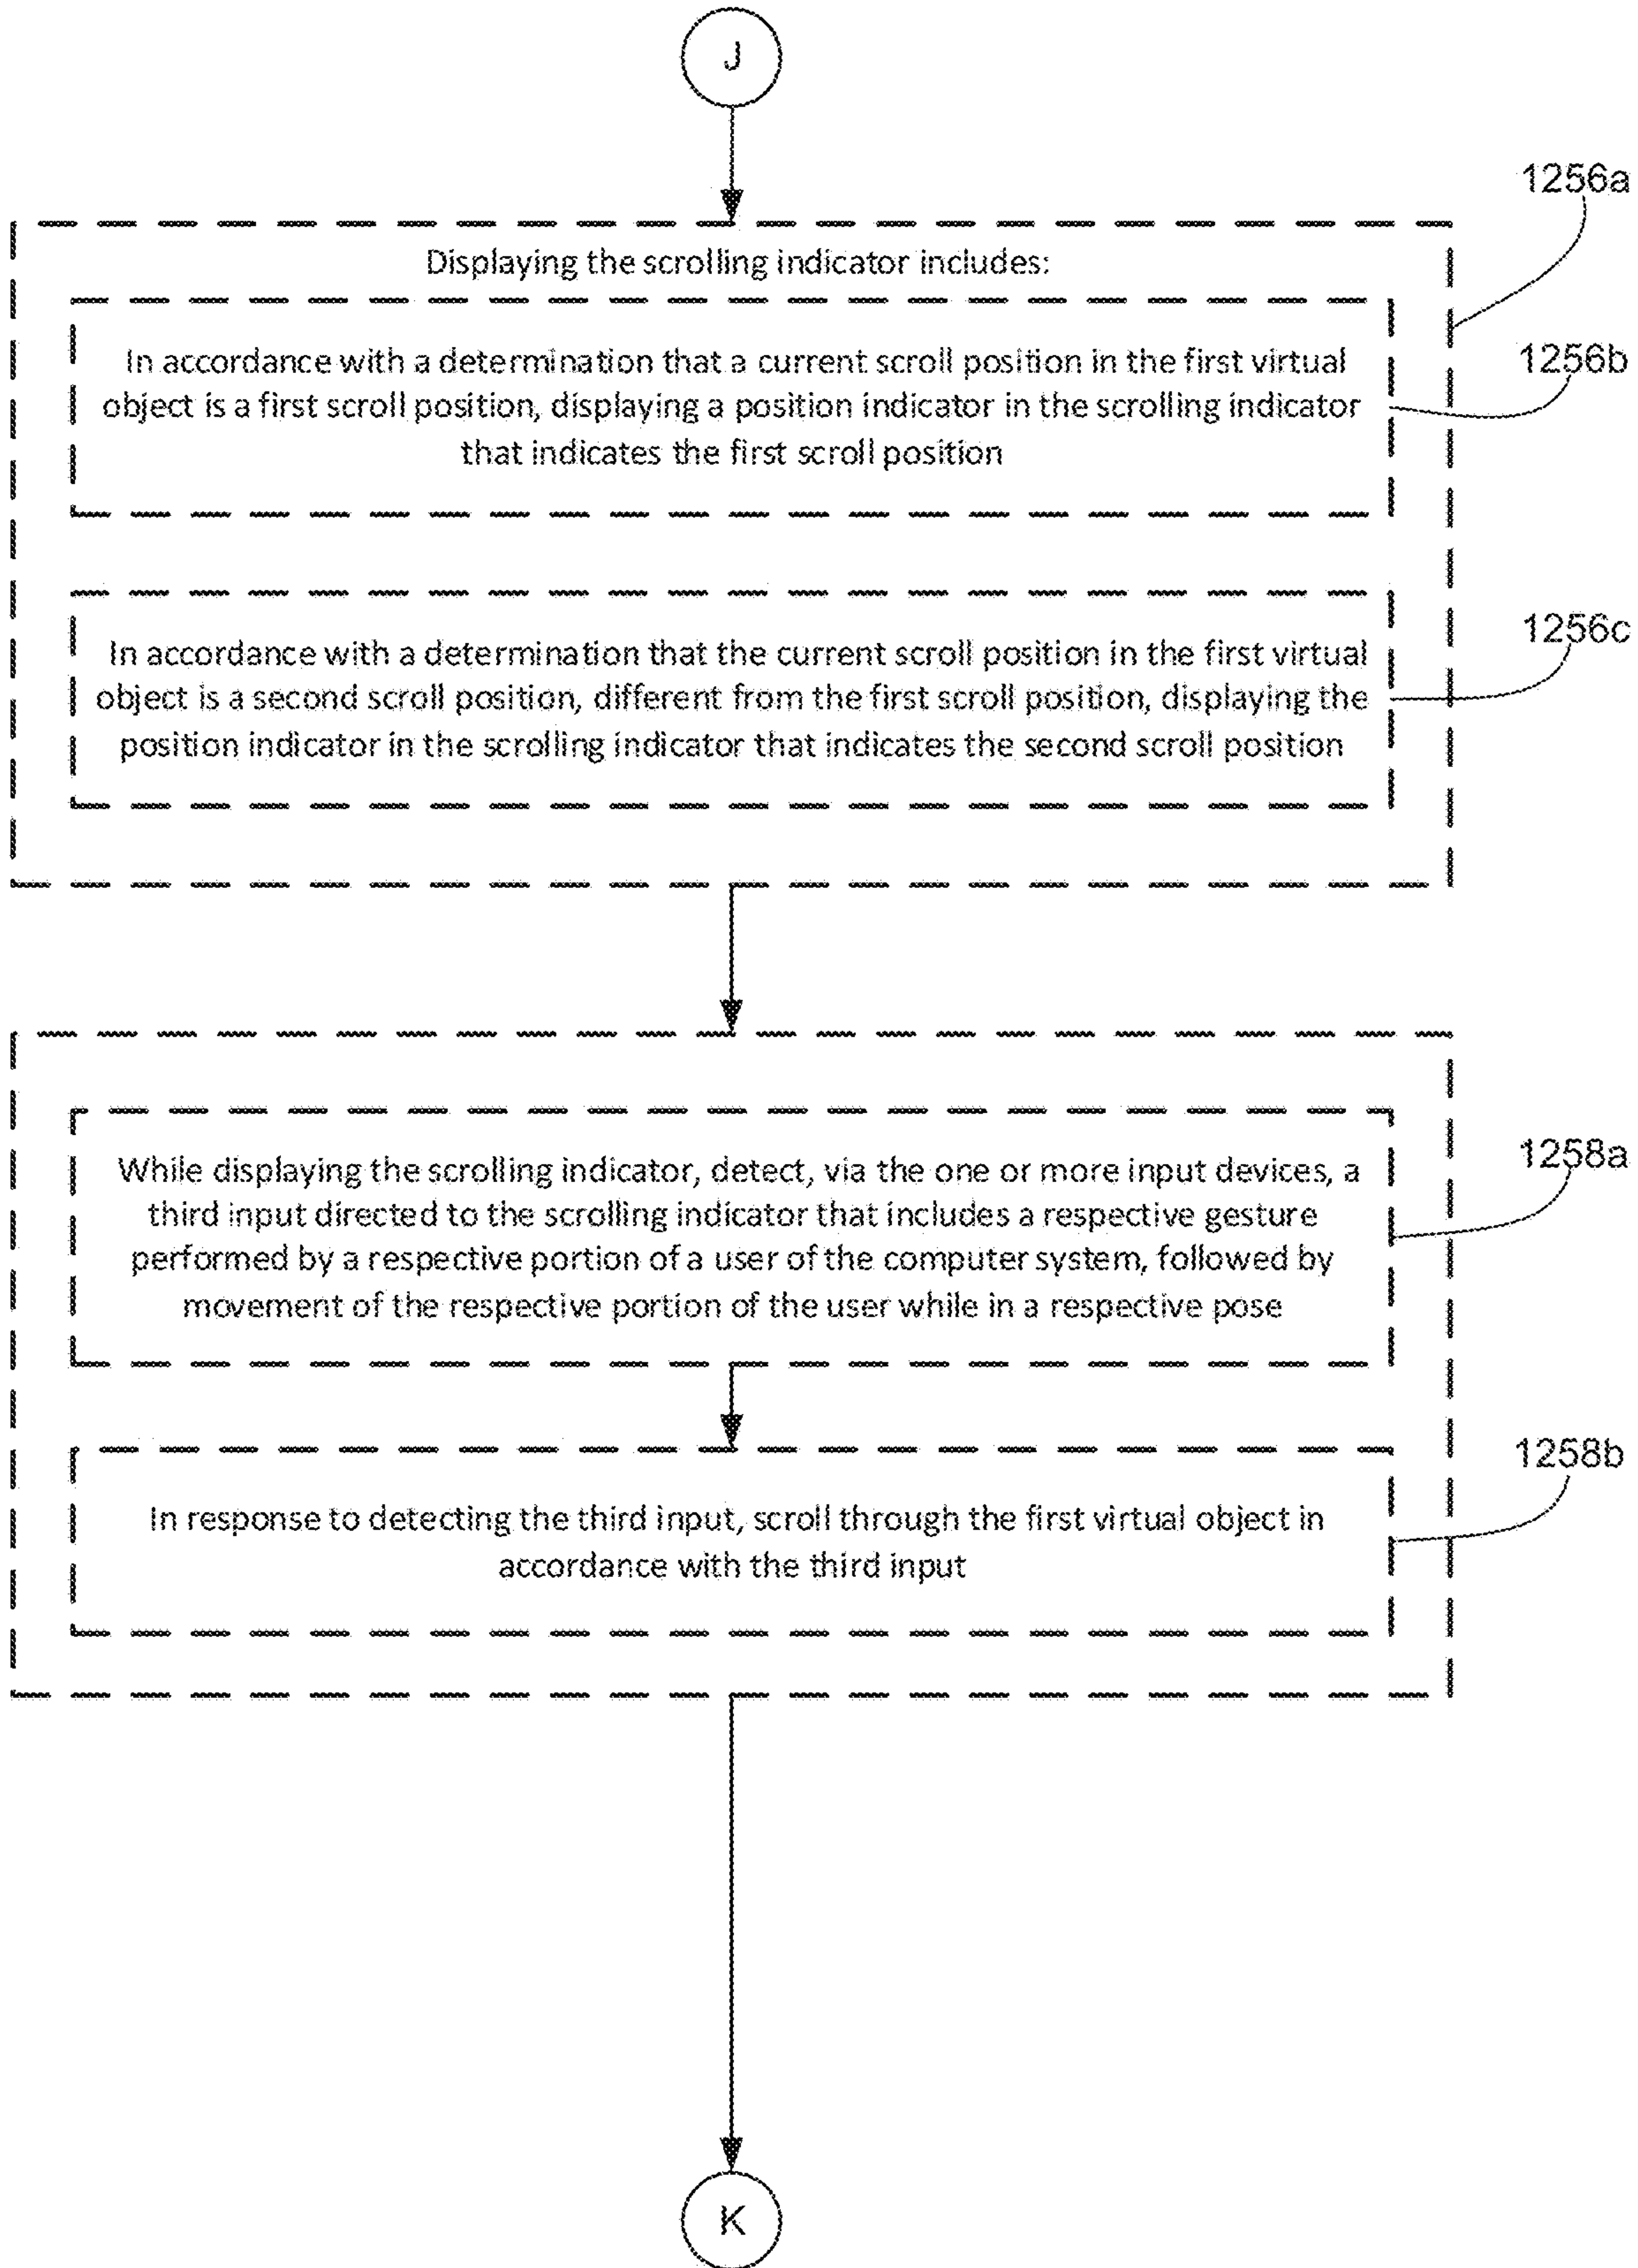 J
1256a
Displaying the scrolling indicator includes:
In accordance with a determination that a current scroll position in the first virtual
object is a first scroll position, displaying a position indicator in the scrolling indicator
that indicates the first scroll position
1256b
In accordance with a determination that the current scroll position in the first virtual
object is a second scroll position, different from the first scroll position, displaying the
position indicator in the scrolling indicator that indicates the second scroll position
1256c
While displaying the scrolling indicator, detect, via the one or more input devices, a
third input directed to the scrolling indicator that includes a respective gesture
performed by a respective portion of a user of the computer system, followed by
movement of the respective portion of the user while in a respective pose
1258a
In response to detecting the third input, scroll through the first virtual object in
accordance with the third input
1258b
K